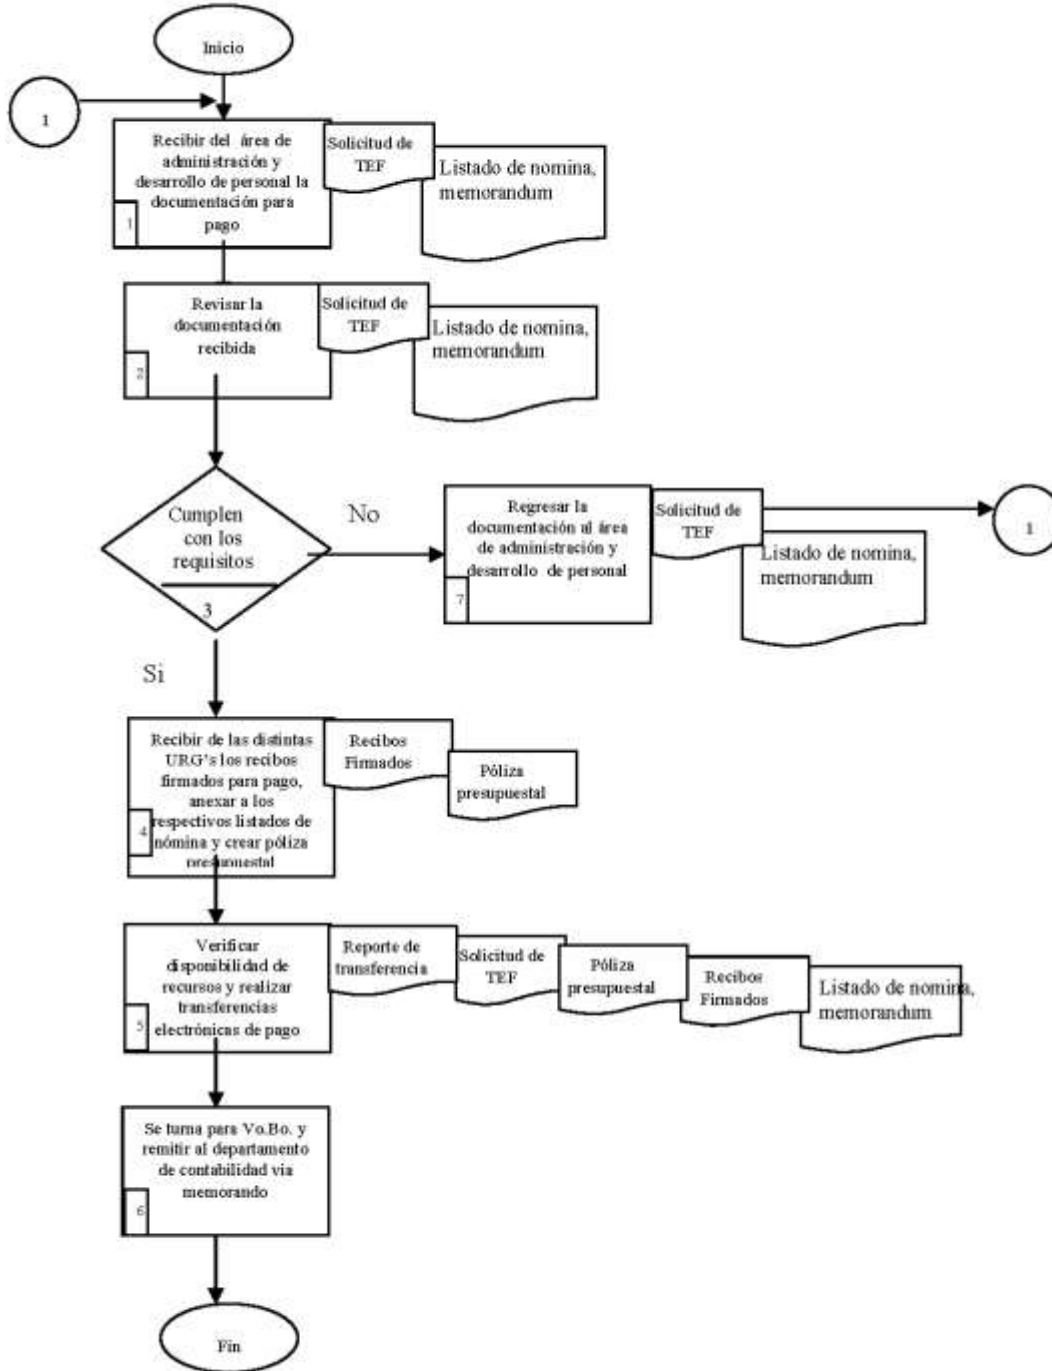 Inicio
1
Recibir del área de
administración y
desarrollo de personal la
documentación para
pago
1
Solicitud de
TEF
Listado de nomina,
memorandum
Revisar la
documentación
recibida
2
Solicitud de
TEF
Listado de nomina,
memorandum
Cumplen
con los
requisitos
3
No
Regresar la
documentación al área
de administración y
desarrollo de personal
7
Solicitud de
TEF
Listado de nomina,
memorandum
1
Si
Recibir de las distintas
URG's los recibos
firmados para pago,
anexar a los
respectivos listados de
nómina y crear póliza
presupuestal
4
Recibos
Firmados
Póliza
presupuestal
Verificar
disponibilidad de
recursos y realizar
transferencias
electrónicas de pago
5
Reporte de
transferencia
Solicitud de
TEF
Póliza
presupuestal
Recibos
Firmados
Listado de nomina,
memorandum
Se turna para Vo.Bo. y
remitir al departamento
de contabilidad via
memorando
6
Fin